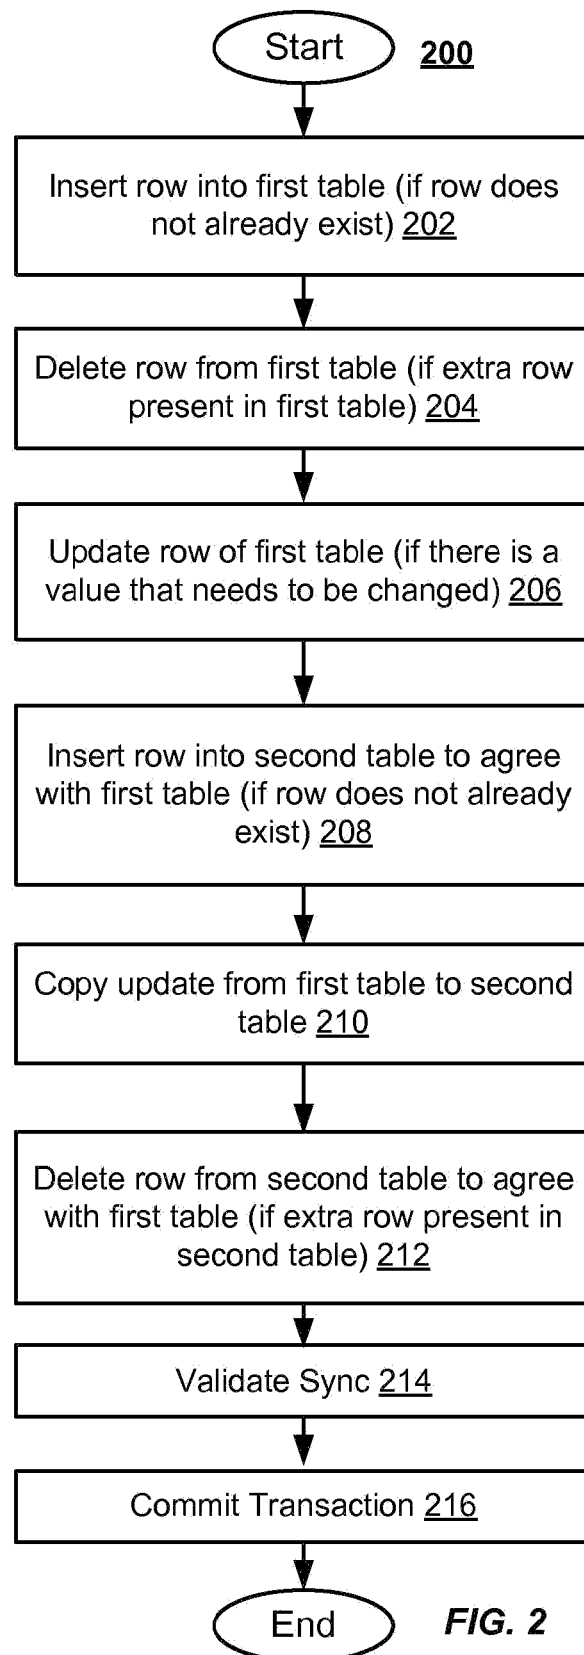 Start
200
Insert row into first table (if row does
not already exist) 202
Delete row from first table (if extra row
present in first table) 204
Update row of first table (if there is a
value that needs to be changed) 206
Insert row into second table to agree
with first table (if row does not already
exist) 208
Copy update from first table to second
table 210
Delete row from second table to agree
with first table (if extra row present in
second table) 212
Validate Sync 214
Commit Transaction 216
End
FIG. 2